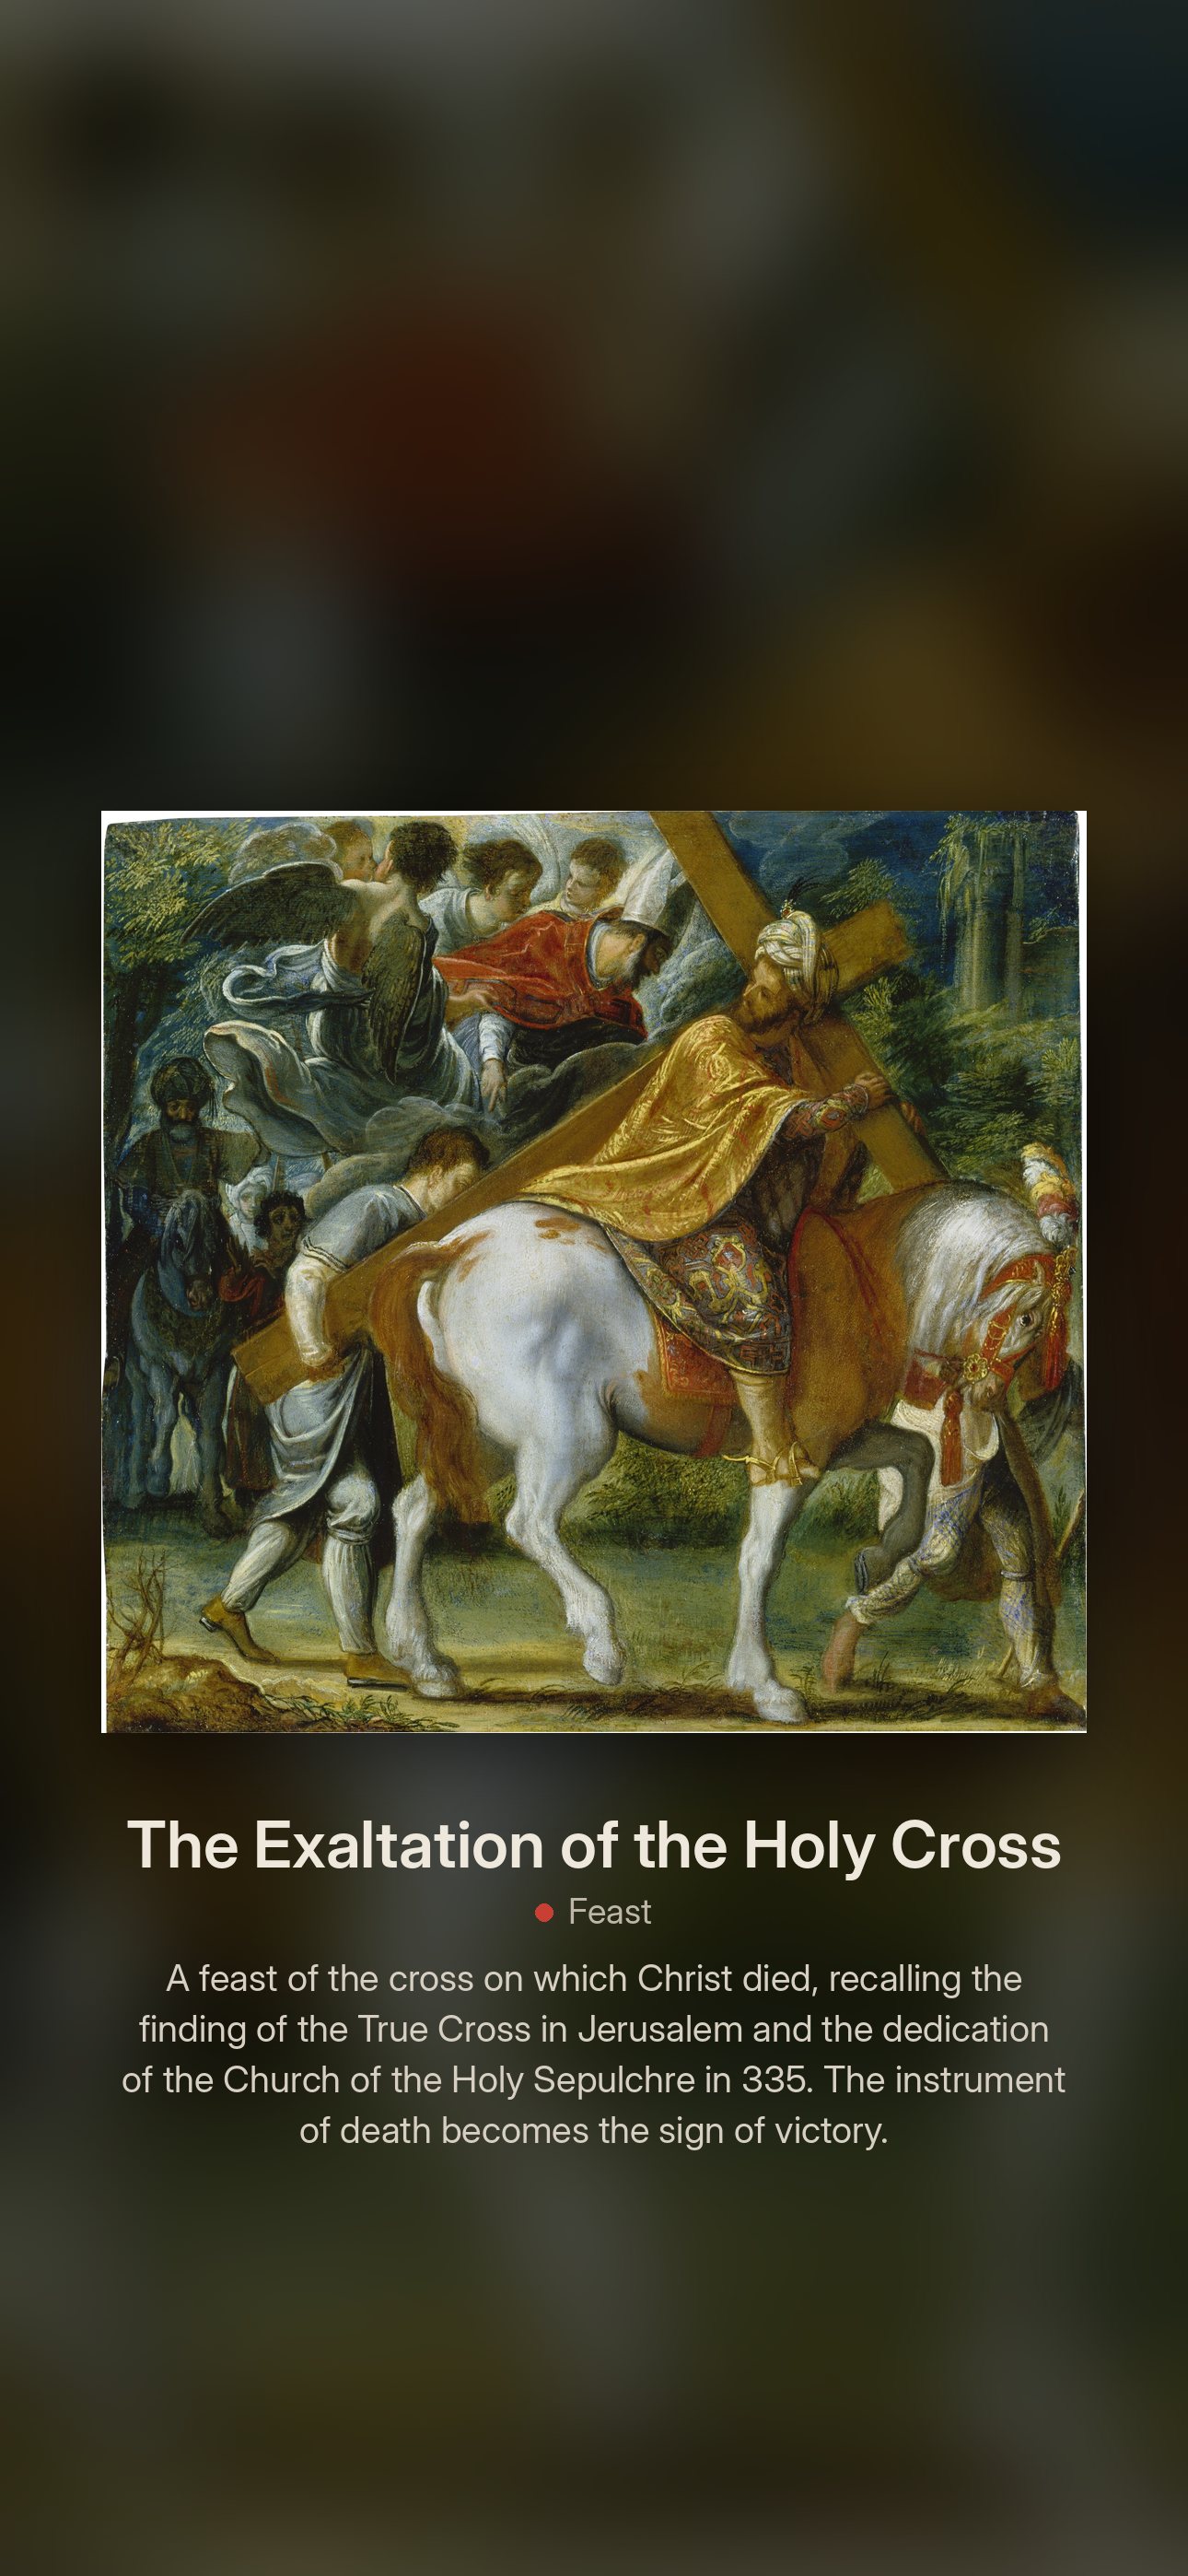 The Exaltation of the Holy Cross
Feast
A feast of the cross on which Christ died, recalling the
finding of the True Cross in Jerusalem and the dedication
of the Church of the Holy Sepulchre in 335. The instrument
of death becomes the sign of victory.